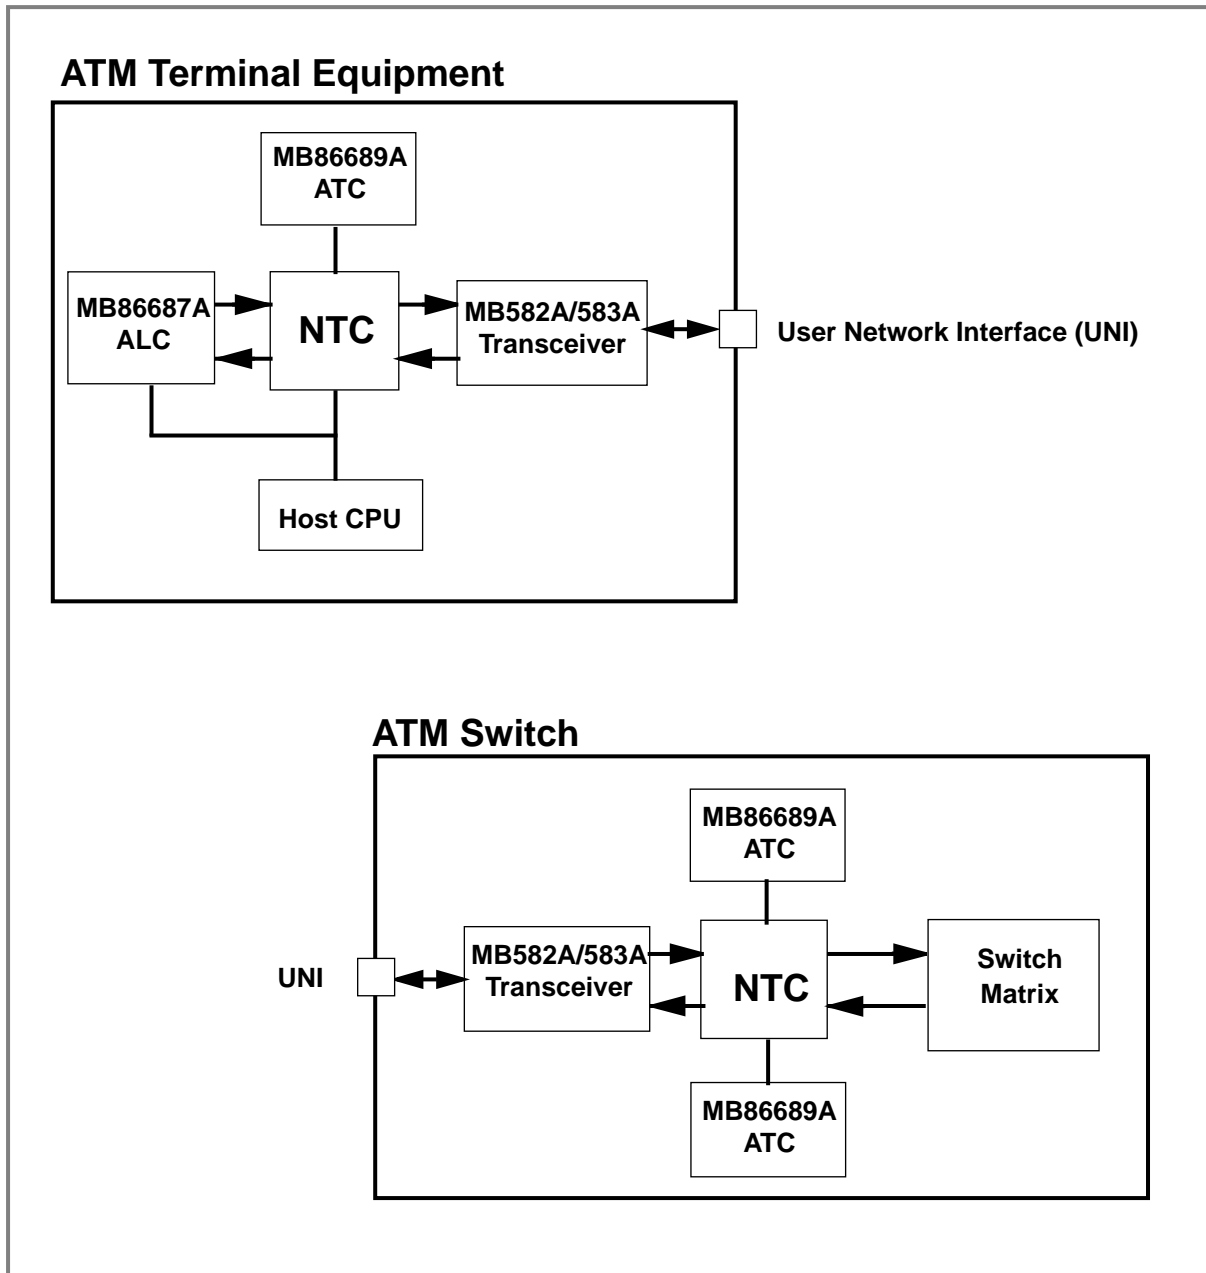 ATM Terminal Equipment
MB86689A
ATC
MB86687A
ALC
NTC
MB582A/583A
Transceiver
User Network Interface (UNI)
Host CPU
ATM Switch
MB86689A
ATC
UNI
MB582A/583A
Transceiver
NTC
Switch
Matrix
MB86689A
ATC